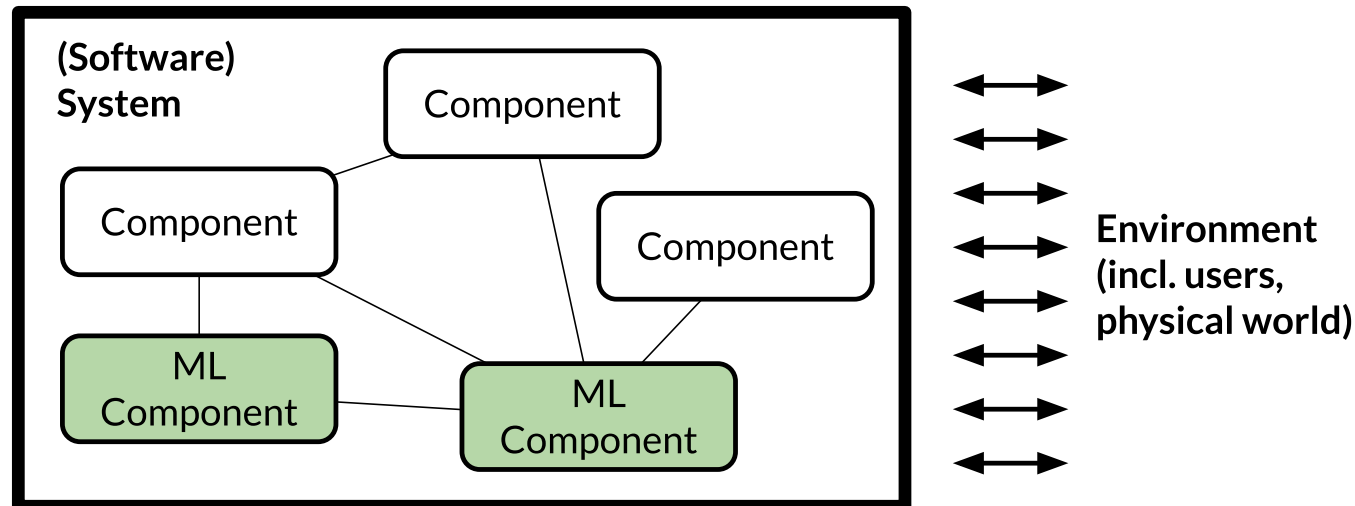 (Software)
System
Component
Component
Component
ML
Component
ML
Component
Environment
(incl. users,
physical world)